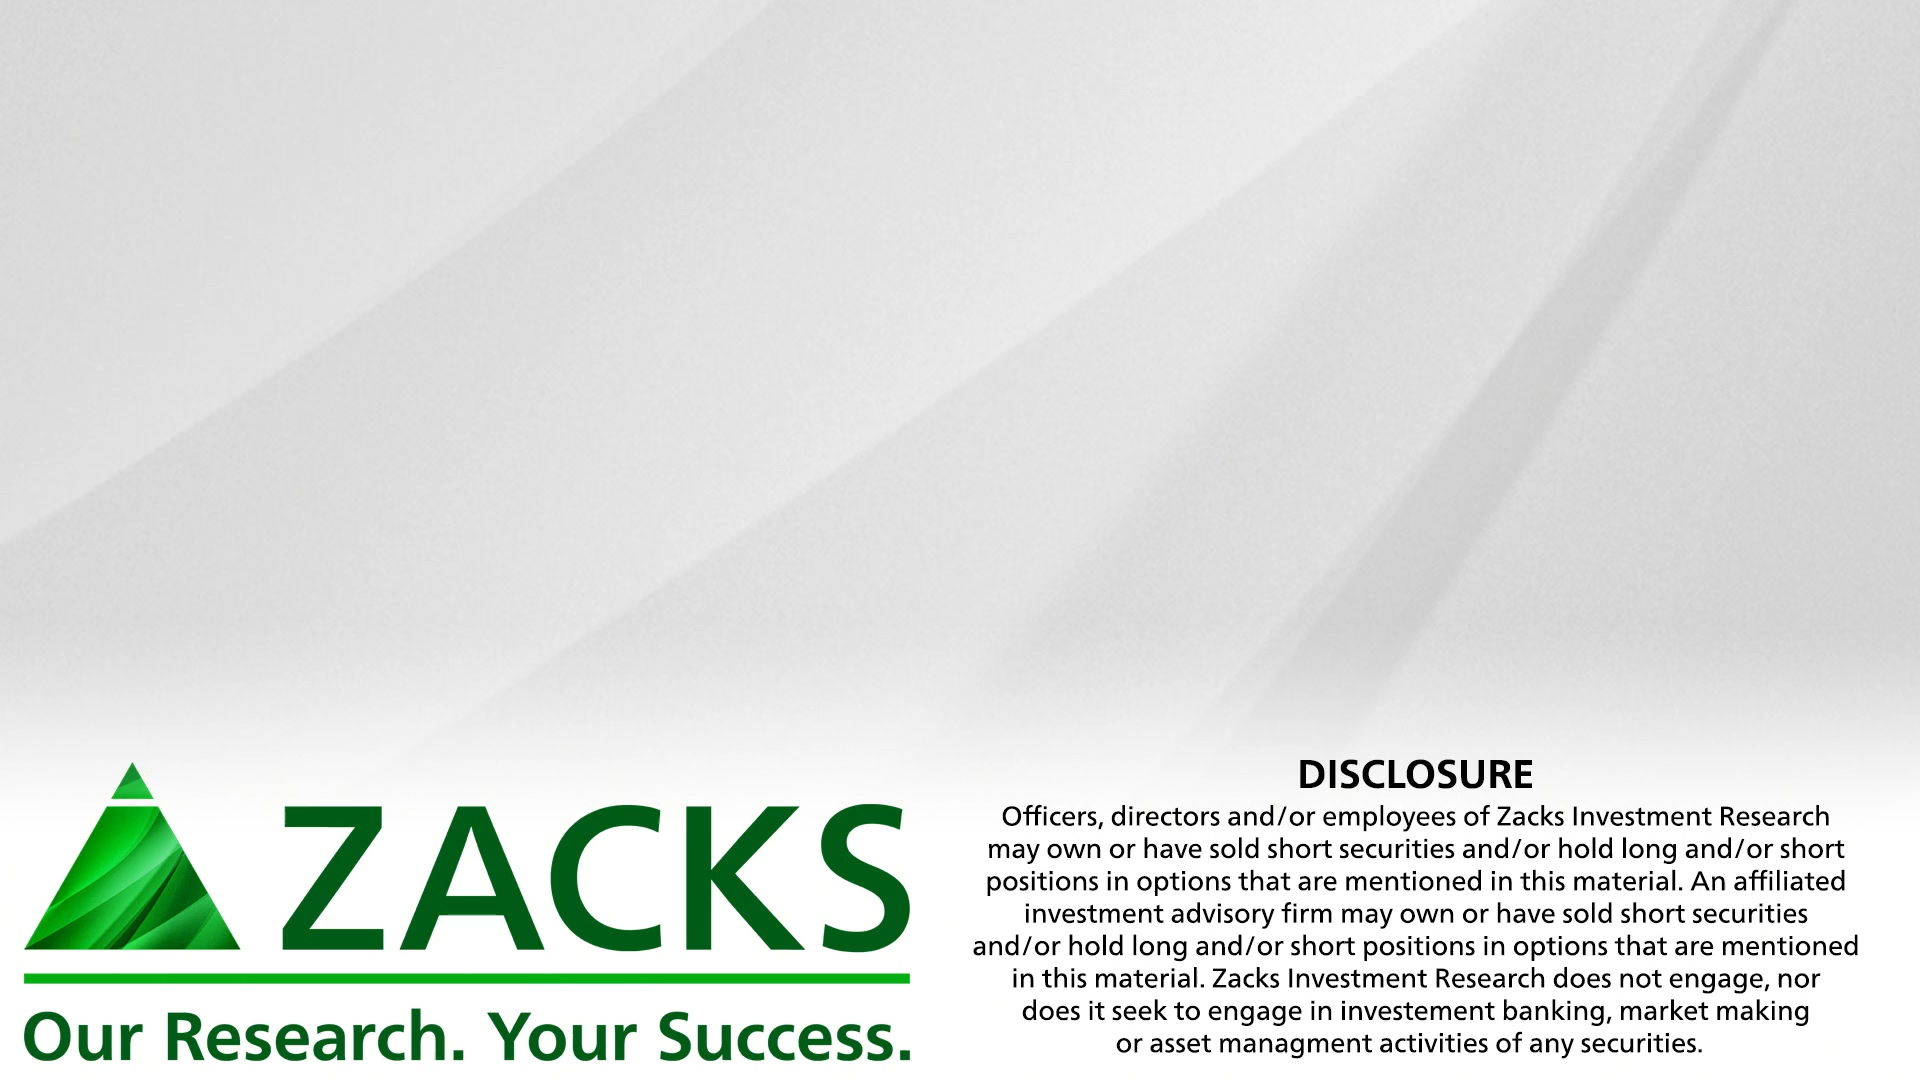 ZACKS
Our Research. Your Success.
DISCLOSURE
Officers, directors and/or employees of Zacks Investment Research
may own or have sold short securities and/or hold long and/or short
positions in options that are mentioned in this material. An affiliated
investment advisory firm may own or have sold short securities
and/or hold long and/or short positions in options that are mentioned
in this material. Zacks Investment Research does not engage, nor
does it seek to engage in investement banking, market making
or asset managment activities of any securities.